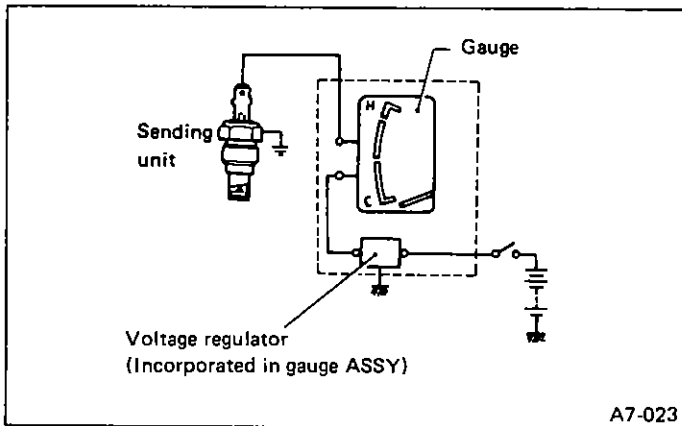 Gauge
H
Sending
unit
C
Voltage regulator
(Incorporated in gauge ASSY)
A7-023